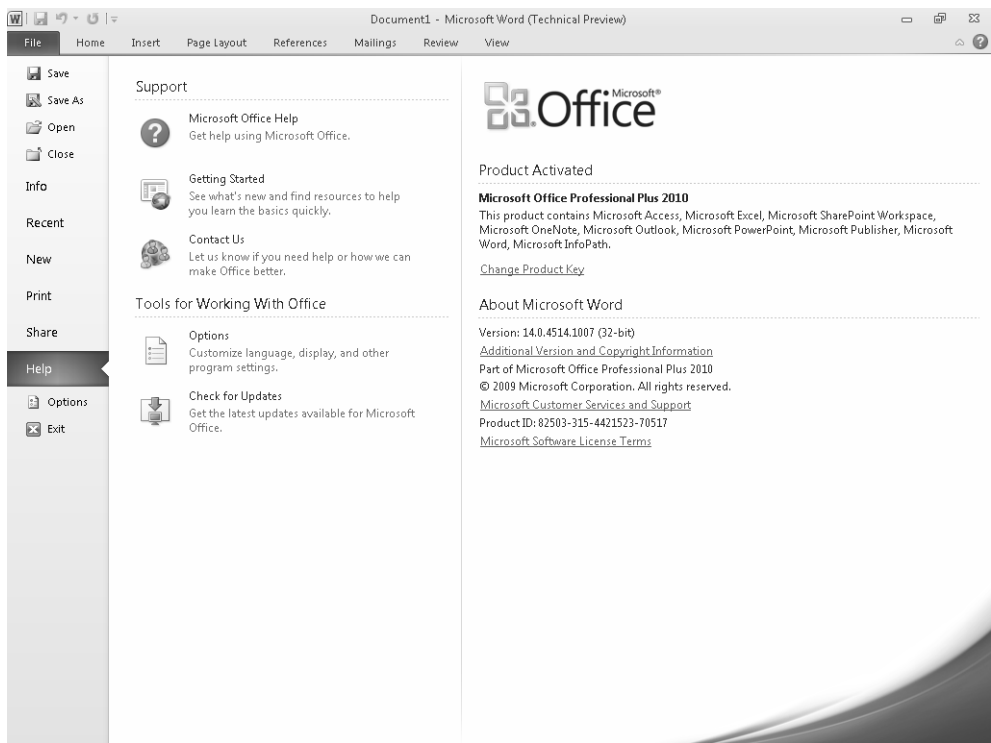 Document1 - Microsoft Word (Technical Preview)
File Home Insert Page Layout References Mailings Review View
Save
Save As
Open
Close
Info
Recent
New
Print
Share
Help
Options
Exit
Support
Microsoft Office Help
Get help using Microsoft Office.
Getting Started
See what's new and find resources to help
you learn the basics quickly.
Contact Us
Let us know if you need help or how we can
make Office better.
Tools for Working With Office
Options
Customize language, display, and other
program settings.
Check for Updates
Get the latest updates available for Microsoft
Office.
Microsoft®
Office
Product Activated
Microsoft Office Professional Plus 2010
This product contains Microsoft Access, Microsoft Excel, Microsoft SharePoint Workspace,
Microsoft OneNote, Microsoft Outlook, Microsoft PowerPoint, Microsoft Publisher, Microsoft
Word, Microsoft InfoPath.
Change Product Key
About Microsoft Word
Version: 14.0.4514.1007 (32-bit)
Additional Version and Copyright Information
Part of Microsoft Office Professional Plus 2010
© 2009 Microsoft Corporation. All rights reserved.
Microsoft Customer Services and Support
Product ID: 82503-315-4421523-70517
Microsoft Software License Terms